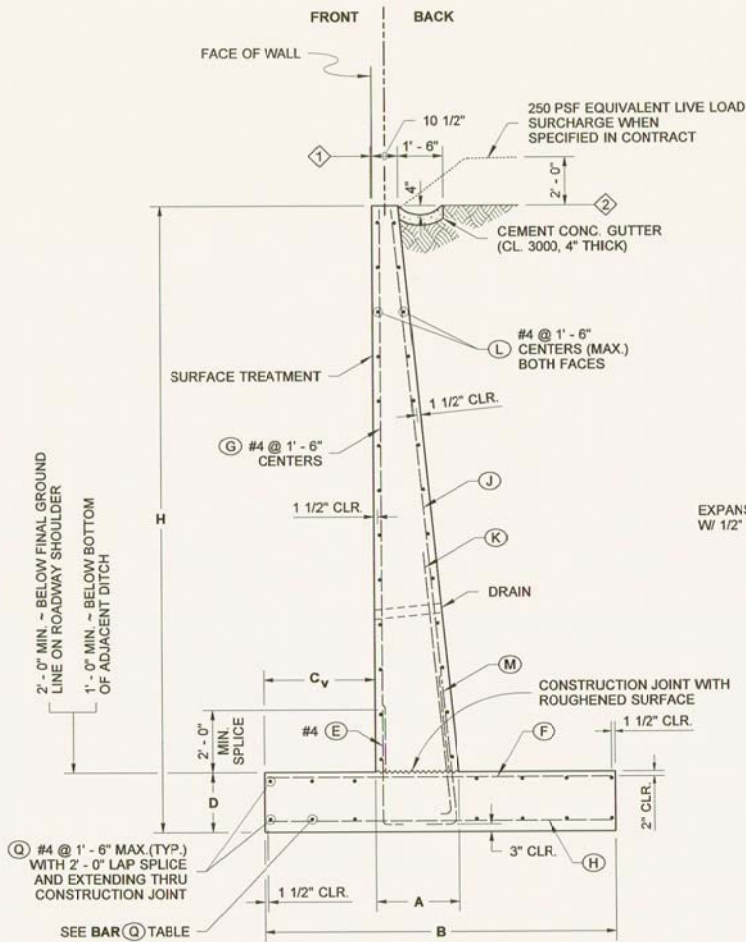 FRONT
BACK
FACE OF WALL
10 1/2"
1' - 6"
250 PSF EQUIVALENT LIVE LOAD
SURCHARGE WHEN
SPECIFIED IN CONTRACT
1
4"
2' - 0"
2
CEMENT CONC. GUTTER
(CL. 3000, 4" THICK)
L
#4 @ 1' - 6"
CENTERS (MAX.)
BOTH FACES
SURFACE TREATMENT
1 1/2" CLR.
G #4 @ 1' - 6"
CENTERS
J
H
1 1/2" CLR.
EXPANS
W/ 1/2"
K
2' - 0" MIN. ~ BELOW FINAL GROUND
LINE ON ROADWAY SHOULDER
1' - 0" MIN. ~ BELOW BOTTOM
OF ADJACENT DITCH
DRAIN
M
CV
CONSTRUCTION JOINT WITH
ROUGHENED SURFACE
2' - 0"
MIN.
SPLICE
#4 E
F
1 1/2" CLR.
D
2" CLR.
Q #4 @ 1' - 6" MAX.(TYP.)
WITH 2' - 0" LAP SPLICE
AND EXTENDING THRU
CONSTRUCTION JOINT
3" CLR.
H
1 1/2" CLR.
A
SEE BAR Q TABLE
B